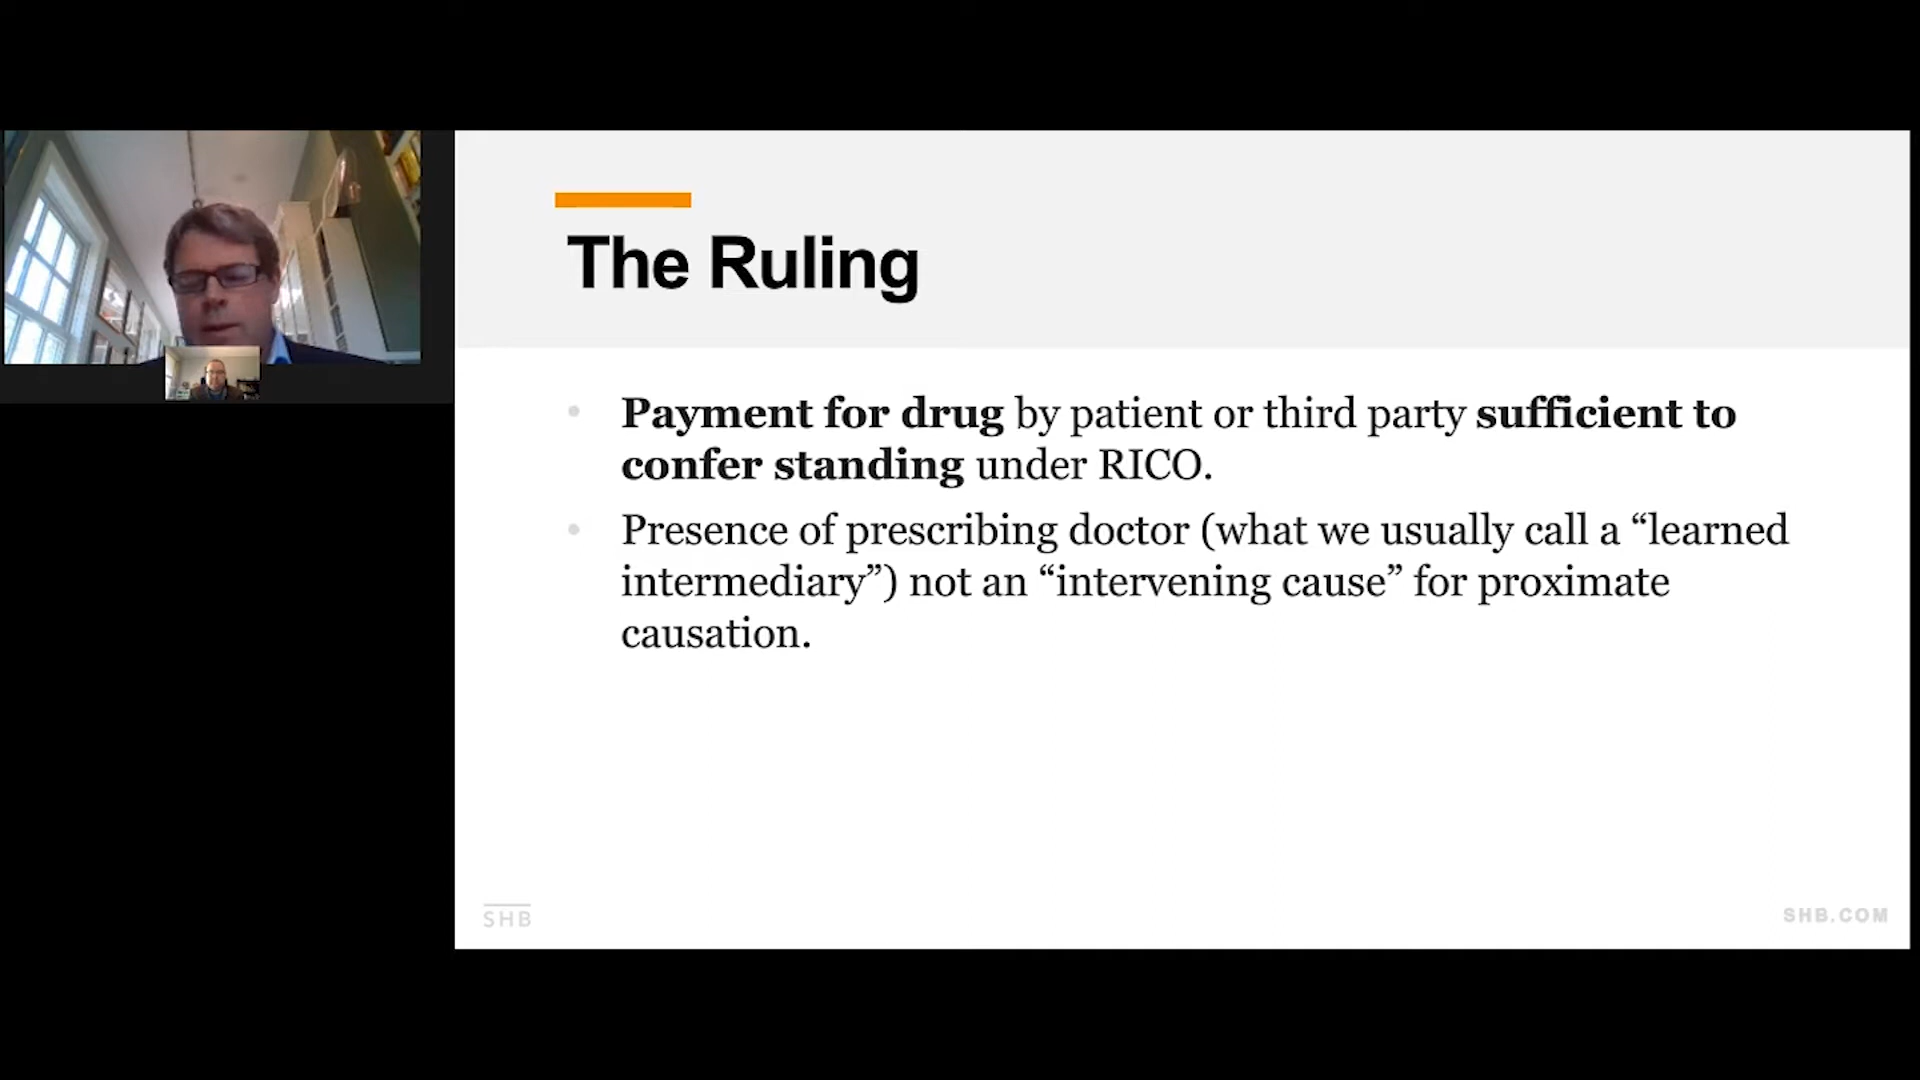 The Ruling
Payment for drug by patient or third party sufficient to
confer standing under RICO.
Presence of prescribing doctor (what we usually call a “learned
intermediary”) not an “intervening cause” for proximate
causation.
SHB
SHB.COM